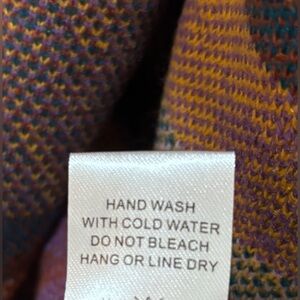 HAND WASH
WITH COLD WATER
DO NOT BLEACH
HANG OR LINE DRY